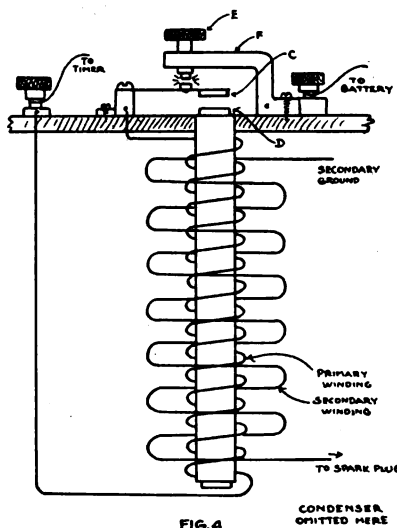 E
F
TO
TIMER
C
TO
BATTERY
D
SECONDARY
GROUND
PRIMARY
WINDING
SECONDARY
WINDING
TO SPARK PLUG
CONDENSER
OMITTED HERE
FIG. 4